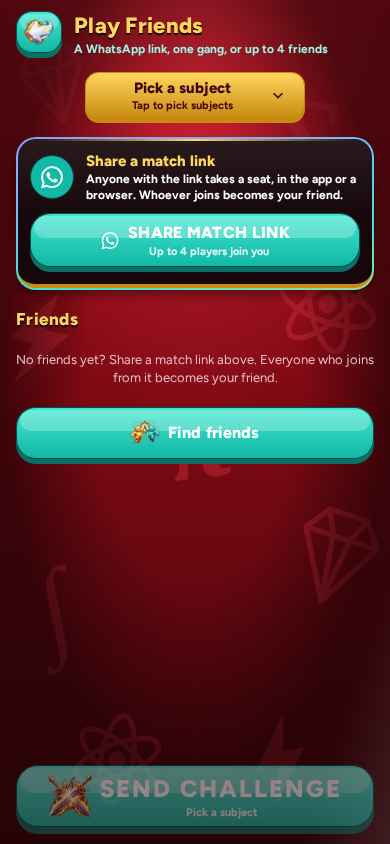 Play Friends
A WhatsApp link, one gang, or up to 4 friends
Pick a subject
Tap to pick subjects
Share a match link
Anyone with the link takes a seat, in the app or a
browser. Whoever joins becomes your friend.
SHARE MATCH LINK
Up to 4 players join you
Friends
No friends yet? Share a match link above. Everyone who joins
from it becomes your friend.
Find friends
π
∫
SEND CHALLENGE
Pick a subject